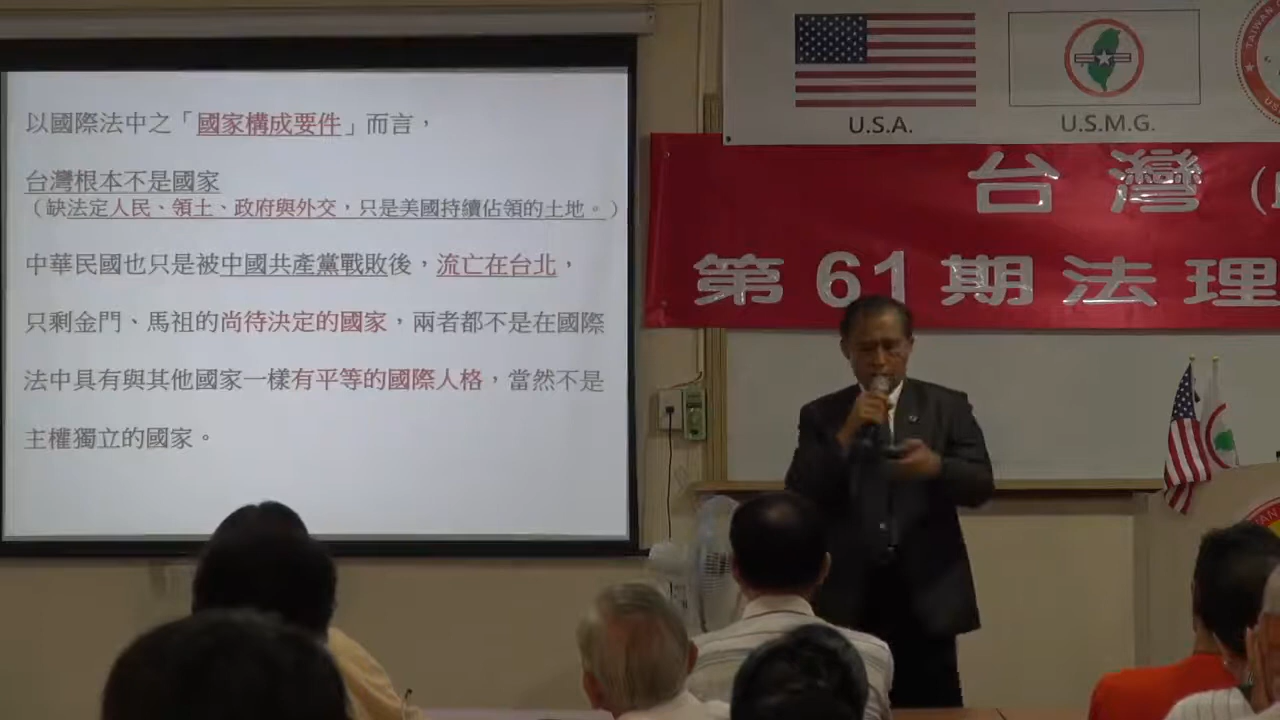 以國際法中之「國家構成要件」而言，
台灣根本不是國家
（缺法定人民、領土、政府與外交，只是美國持續佔領的土地。）
中華民國也只是被中國共產黨戰敗後，流亡在台北，
只剩金門、馬祖的尚待決定的國家，兩者都不是在國際
法中具有與其他國家一樣有平等的國際人格，當然不是
主權獨立的國家。
U.S.A.
U.S.M.G.
TAIWAN
台灣
第61期法理